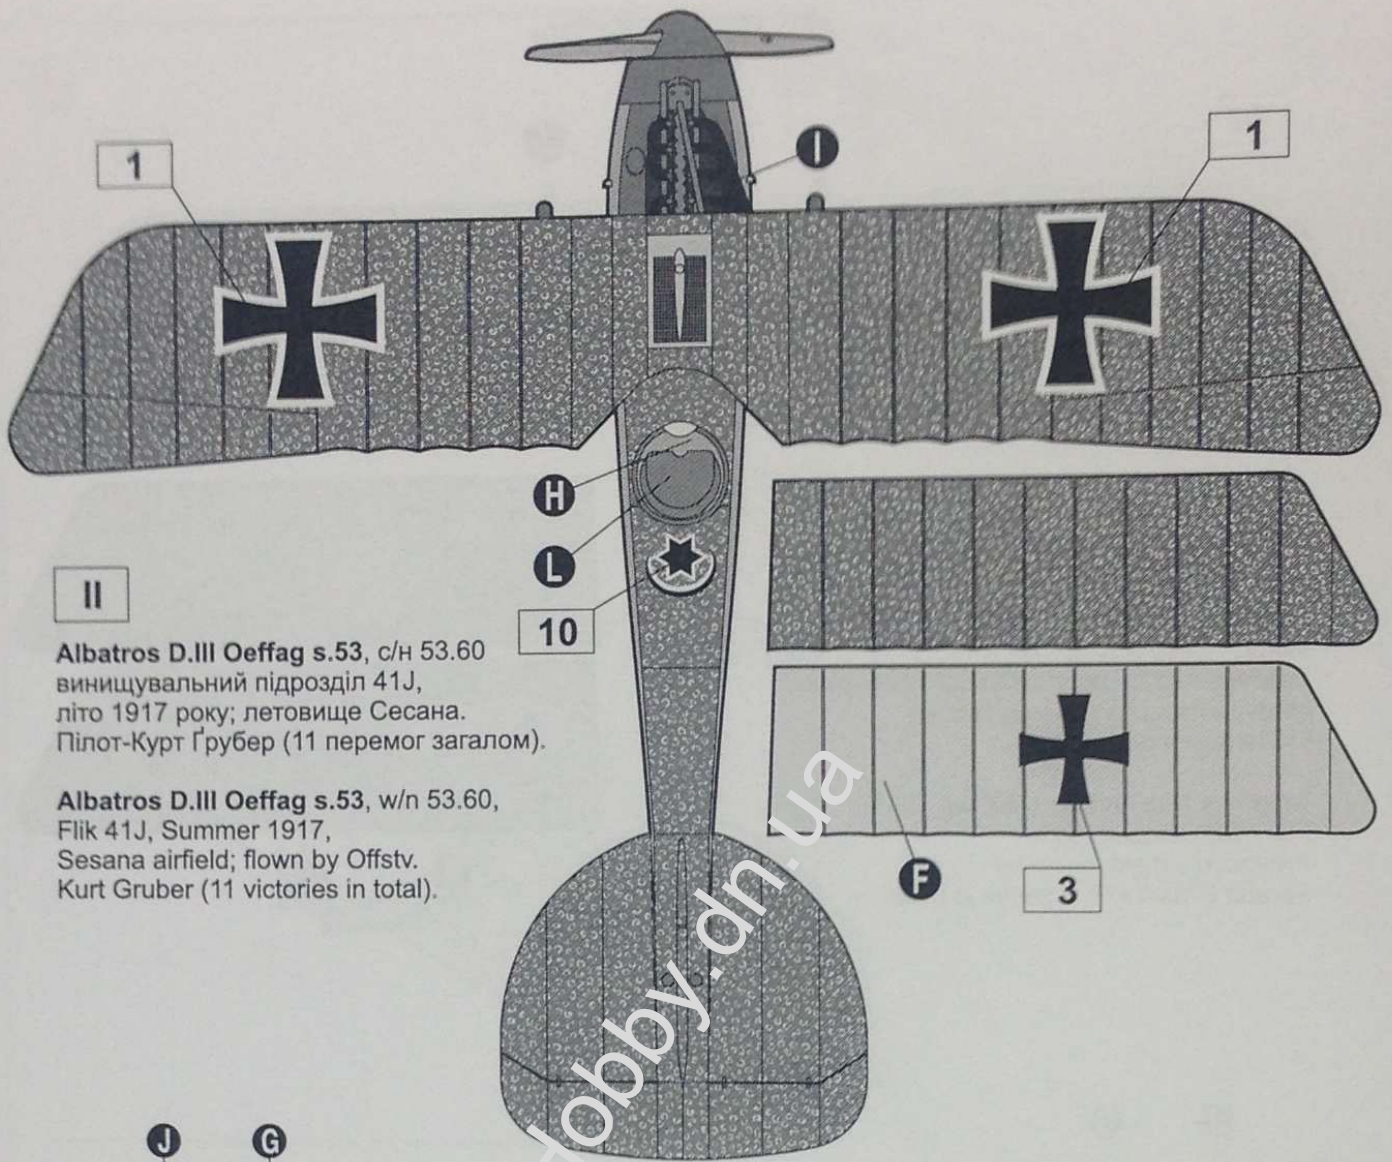 1
1
I
H
L
II
10
Albatros D.III Oeffag s.53, с/н 53.60
винищувальний підрозділ 41J,
літо 1917 року; летовище Сесана.
Пілот-Курт Ґрубер (11 перемог загалом).
Albatros D.III Oeffag s.53, w/n 53.60,
Flik 41J, Summer 1917,
Sesana airfield; flown by Offstv.
Kurt Gruber (11 victories in total).
F
3
J
G
hobby.dn.ua